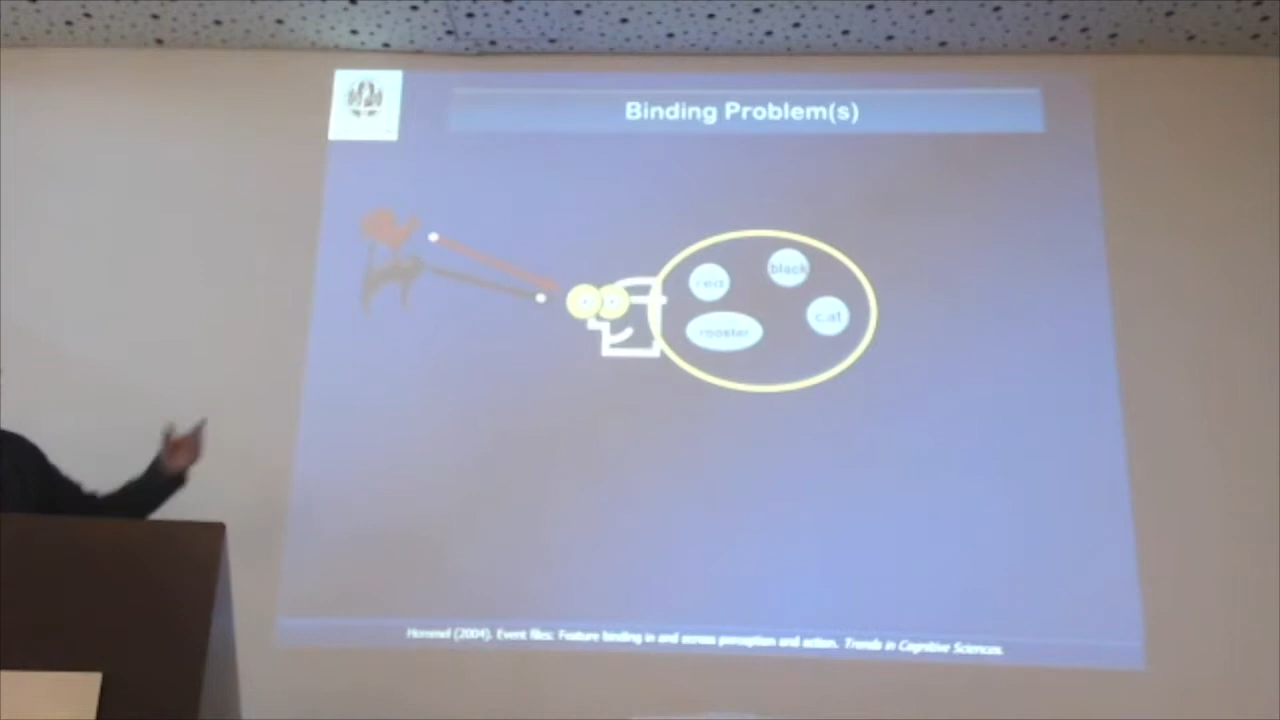 Binding Problem(s)
red
black
cat
rooster
Hommel (2004). Event files: Feature binding in and across perception and action. Trends in Cognitive Sciences.